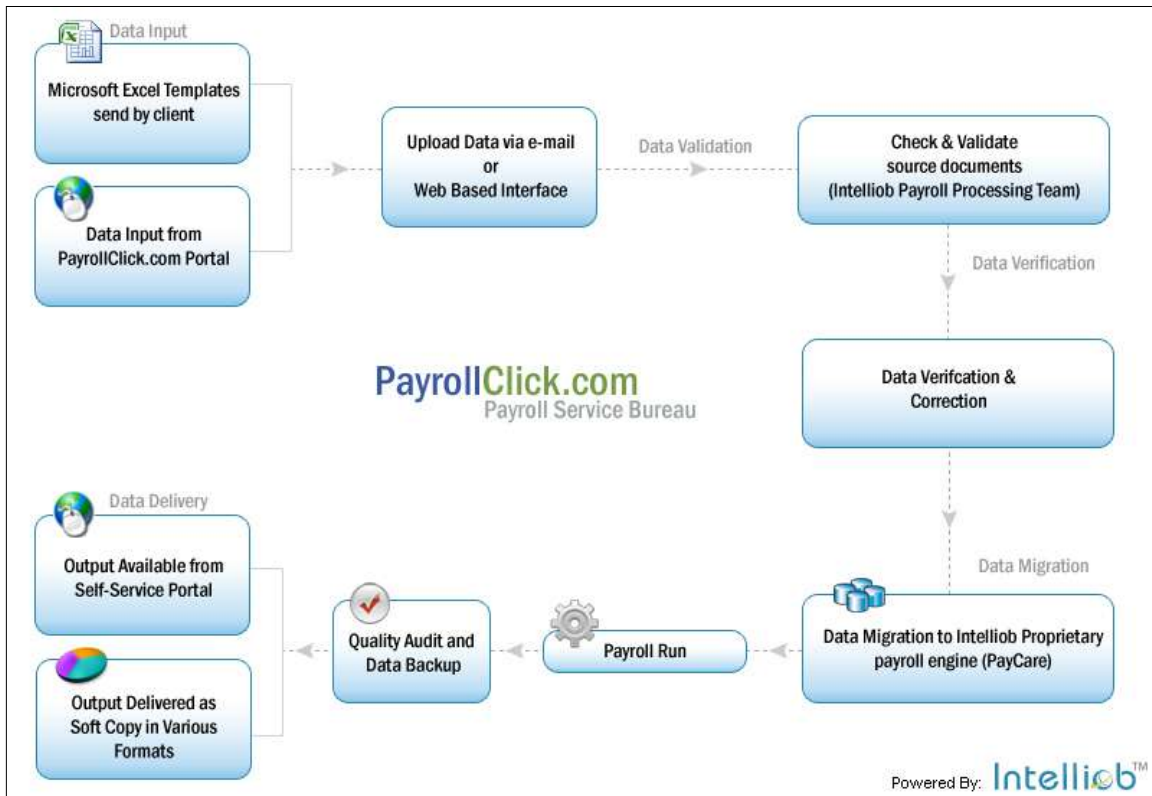 Data Input
Microsoft Excel Templates
send by client
Data Input from
PayrollClick.com Portal
Upload Data via e-mail
or
Web Based Interface
Data Validation
Check & Validate
source documents
(Intelliob Payroll Processing Team)
Data Verification
Data Verifcation &
Correction
PayrollClick.com
Payroll Service Bureau
Data Migration
Data Migration to Intelliob Proprietary
payroll engine (PayCare)
Payroll Run
Quality Audit and
Data Backup
Data Delivery
Output Available from
Self-Service Portal
Output Delivered as
Soft Copy in Various
Formats
Powered By: Intelliob™